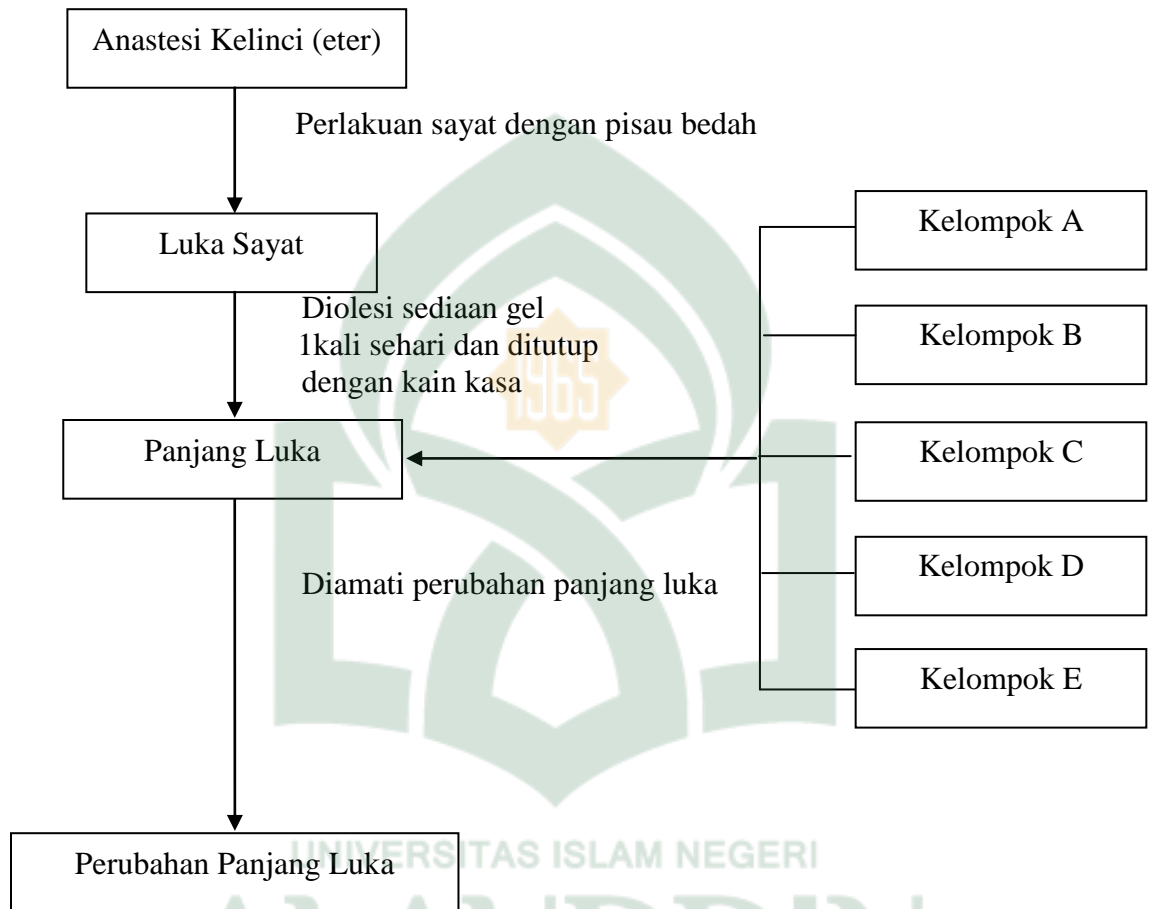 Anastesi Kelinci (eter)
Perlakuan sayat dengan pisau bedah
Luka Sayat
Diolesi sediaan gel
1kali sehari dan ditutup
dengan kain kasa
Panjang Luka
Kelompok A
Kelompok B
Kelompok C
Kelompok D
Kelompok E
Diamati perubahan panjang luka
Perubahan Panjang Luka
1965
UNIVERSITAS ISLAM NEGERI